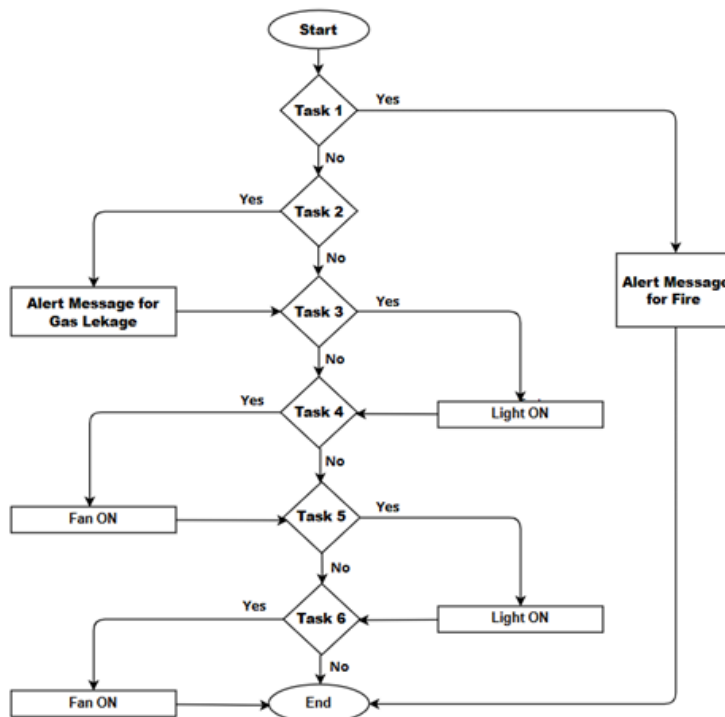 Start
Task 1
Yes
No
Yes
Task 2
No
Alert Message for
Gas Lekage
Task 3
Yes
Alert Message
for Fire
No
Yes
Task 4
Light ON
No
Fan ON
Task 5
Yes
No
Yes
Task 6
Light ON
No
Fan ON
End